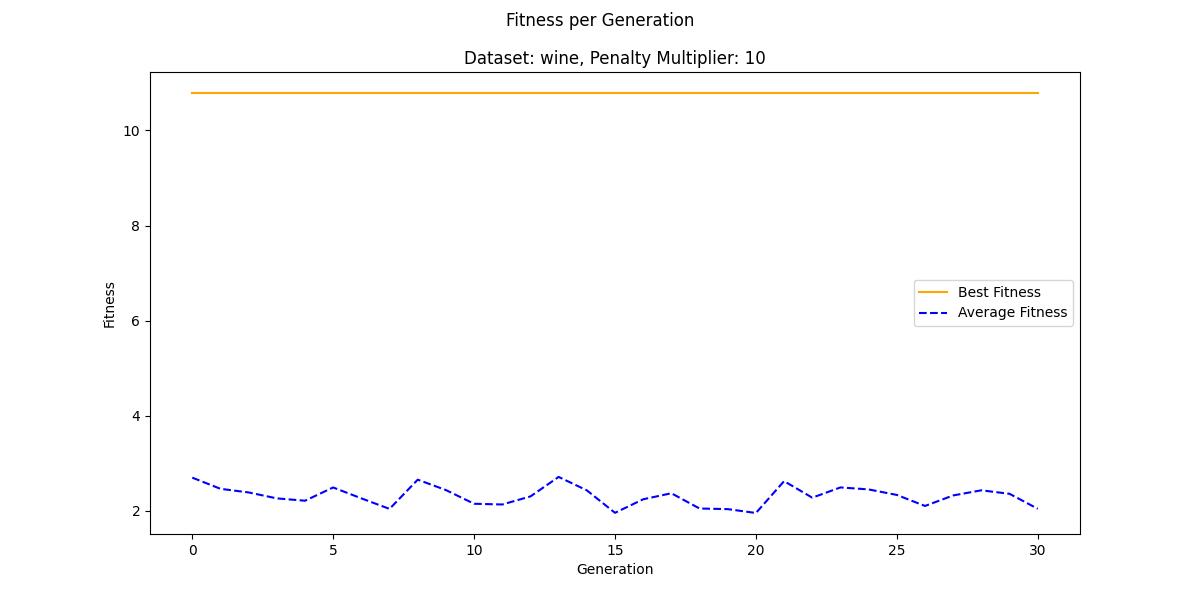 Fitness per Generation
Dataset: wine, Penalty Multiplier: 10
10
8
6
4
2
Fitness
Best Fitness
Average Fitness
0 5 10 15 20 25 30
Generation